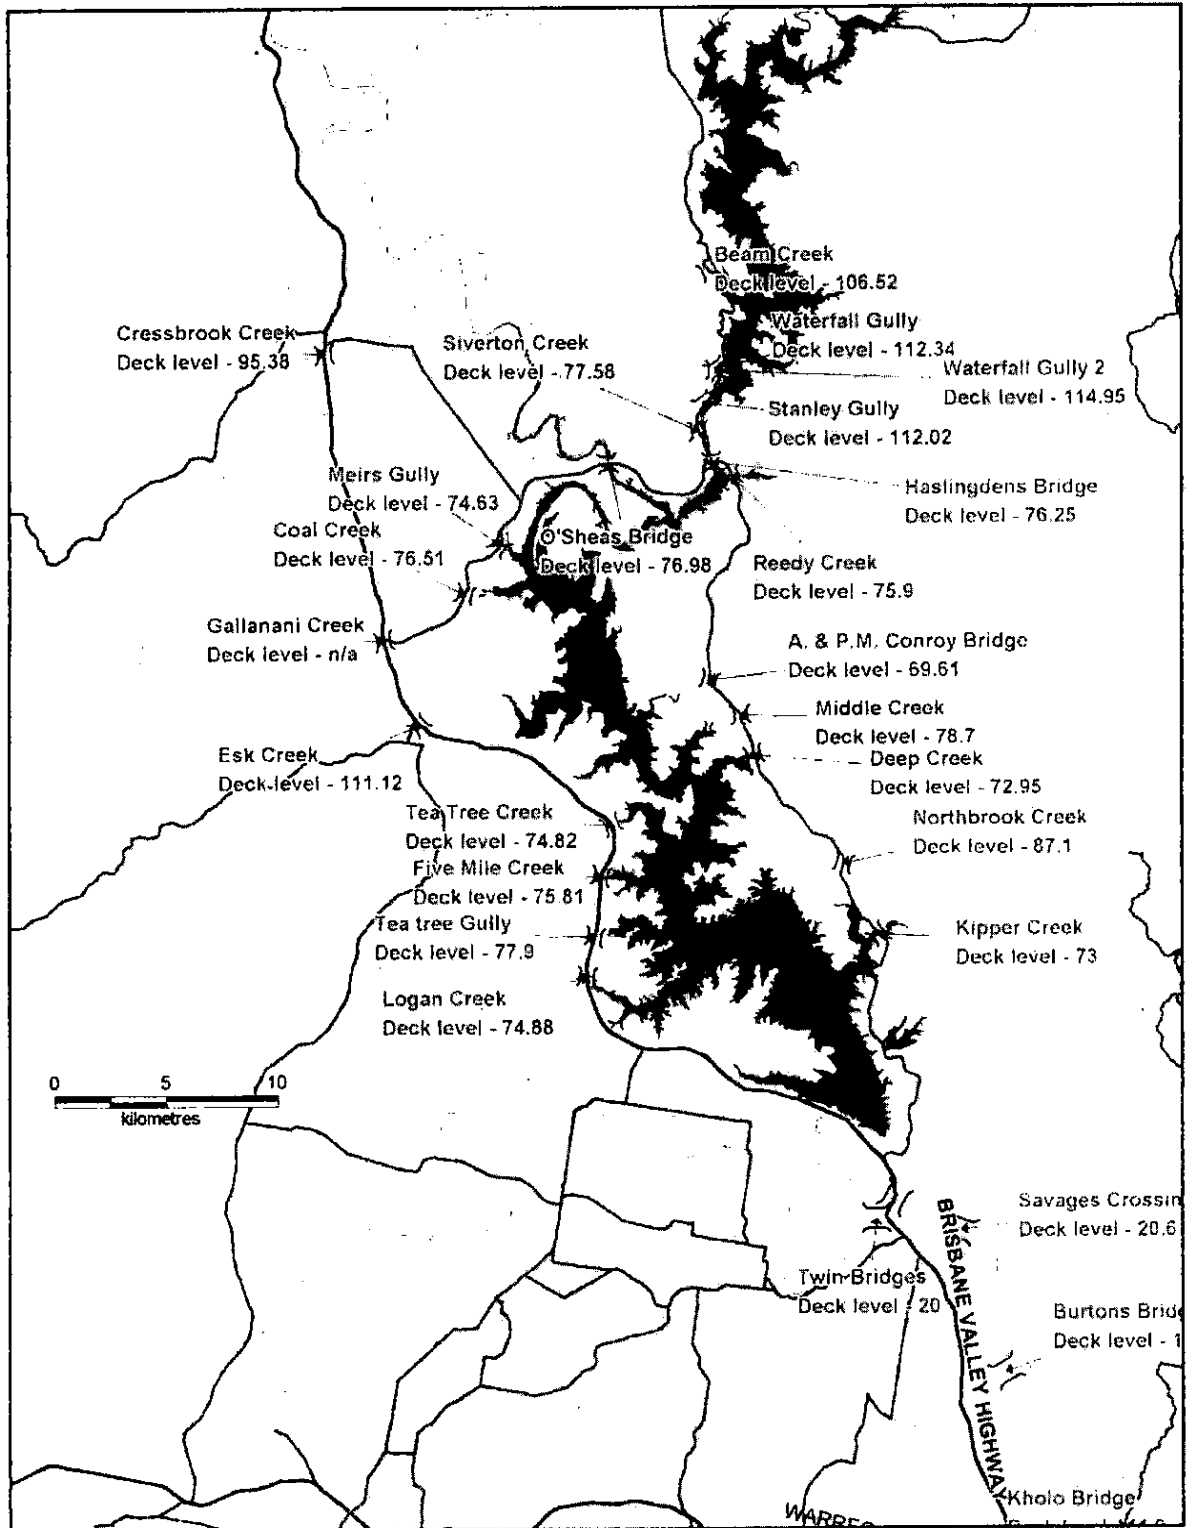 Beam Creek
Deck level - 106.52
Waterfall Gully
Deck level - 112.34
Cressbrook Creek
Deck level - 95.38
Siverton Creek
Deck level - 77.58
Waterfall Gully 2
Deck level - 114.95
Stanley Gully
Deck level - 112.02
Meirs Gully
Deck level - 74.63
Haslingdens Bridge
Deck level - 76.25
Coal Creek
Deck level - 76.51
O'Sheas Bridge
Deck level - 76.98
Reedy Creek
Deck level - 75.9
Gallanani Creek
Deck level - n/a
A. & P.M. Conroy Bridge
Deck level - 69.61
Middle Creek
Deck level - 78.7
Esk Creek
Deck level - 111.12
Deep Creek
Deck level - 72.95
Tea Tree Creek
Deck level - 74.82
Northbrook Creek
Deck level - 87.1
Five Mile Creek
Deck level - 75.81
Tea tree Gully
Deck level - 77.9
Kipper Creek
Deck level - 73
Logan Creek
Deck level - 74.88
0 5 10
kilometres
Savages Crossin
Deck level - 20.6
BRISBANE VALLEY HIGHWAY
Twin Bridges
Deck level - 20
Burtons Bridg
Deck level - 1
Kholo Bridge
WARREG